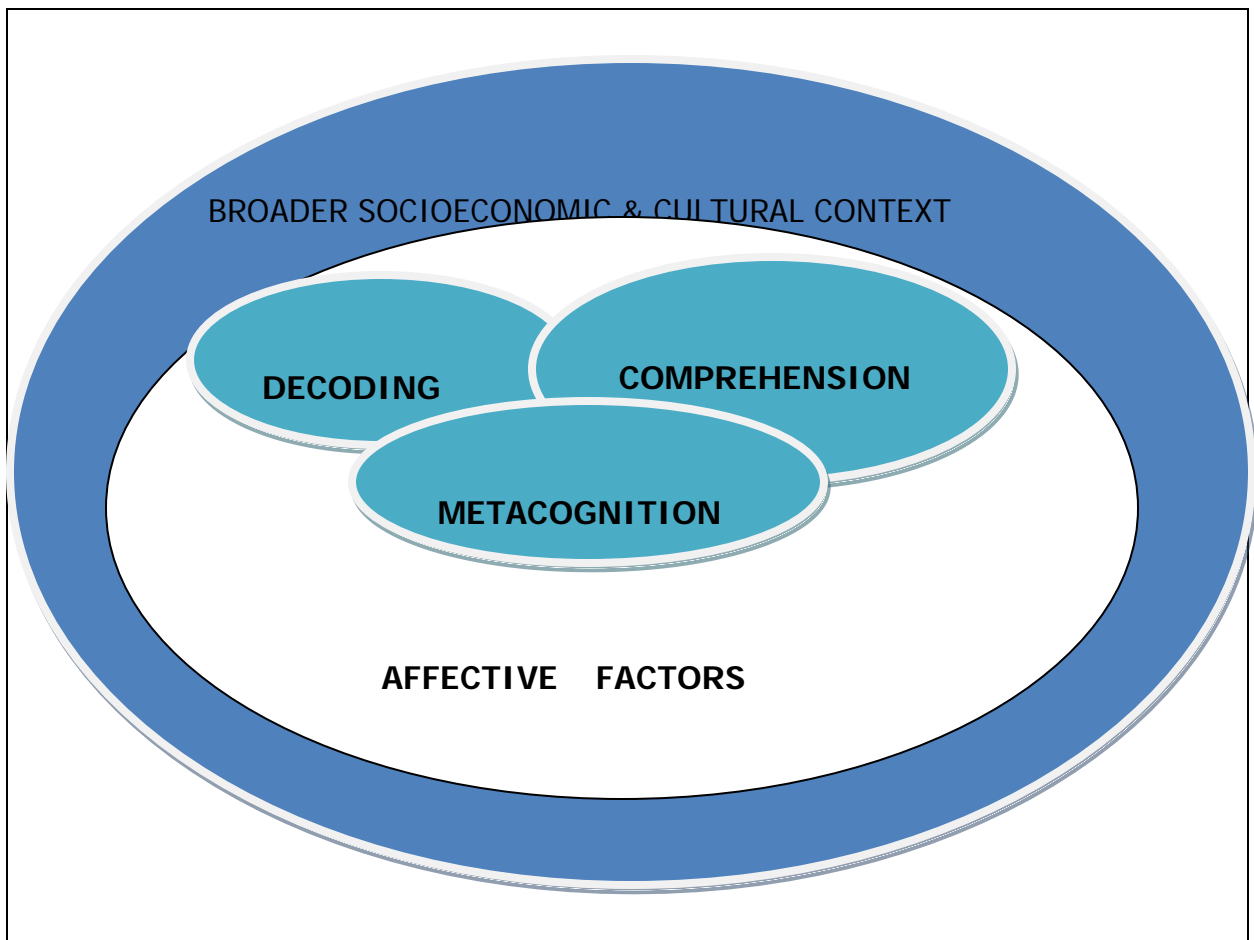 BROADER SOCIOECONOMIC & CULTURAL CONTEXT
DECODING
COMPREHENSION
METACOGNITION
AFFECTIVE FACTORS